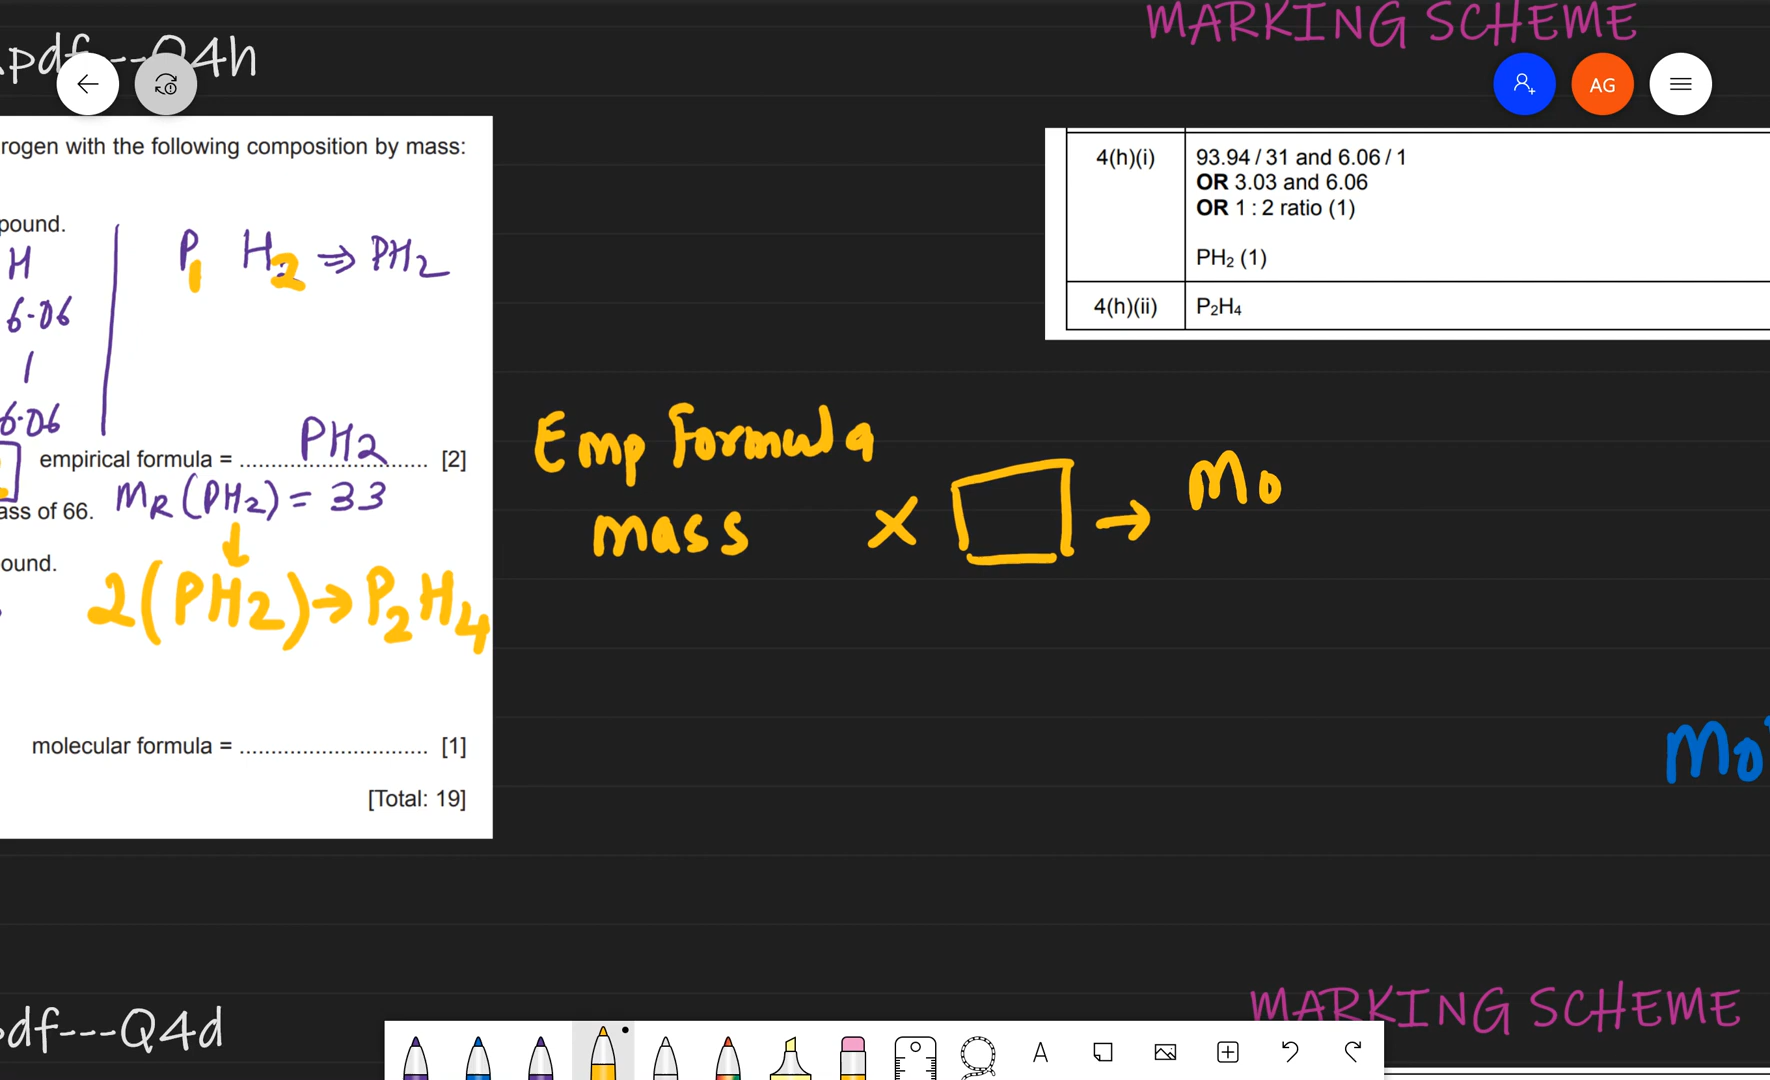 MARKING SCHEME
.pdf---Q4h
AG
rogen with the following composition by mass:
pound.
H
6.06
1
6.06
P1 H2 ⇒ PH2
empirical formula = .............................. [2]
PH2
ass of 66.
MR (PH2) = 33
ound.
2(PH2) → P2H4
molecular formula = .............................. [1]
[Total: 19]
4(h)(i)
93.94 / 31 and 6.06 / 1
OR 3.03 and 6.06
OR 1 : 2 ratio (1)
PH2 (1)
4(h)(ii)
P2H4
Emp Formula
mass × → Mo
Mo
MARKING SCHEME
df---Q4d
A